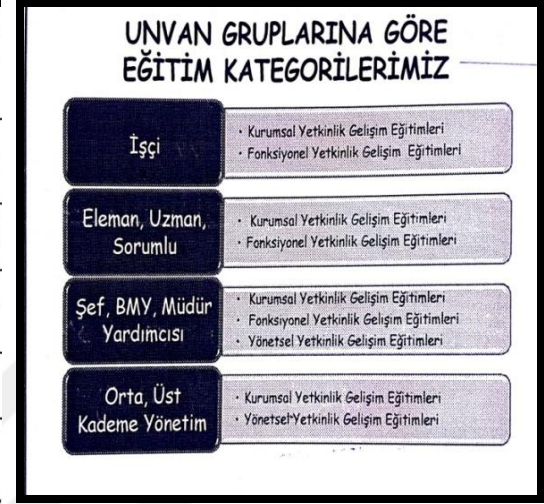 UNVAN GRUPLARINA GÖRE
EĞİTİM KATEGORİLERİMİZ
İşçi
· Kurumsal Yetkinlik Gelişim Eğitimleri
· Fonksiyonel Yetkinlik Gelişim Eğitimleri
Eleman, Uzman,
Sorumlu
· Kurumsal Yetkinlik Gelişim Eğitimleri
· Fonksiyonel Yetkinlik Gelişim Eğitimleri
Şef, BMY, Müdür
Yardımcısı
· Kurumsal Yetkinlik Gelişim Eğitimleri
· Fonksiyonel Yetkinlik Gelişim Eğitimleri
· Yönetsel Yetkinlik Gelişim Eğitimleri
Orta, Üst
Kademe Yönetim
· Kurumsal Yetkinlik Gelişim Eğitimleri
· Yönetsel Yetkinlik Gelişim Eğitimleri